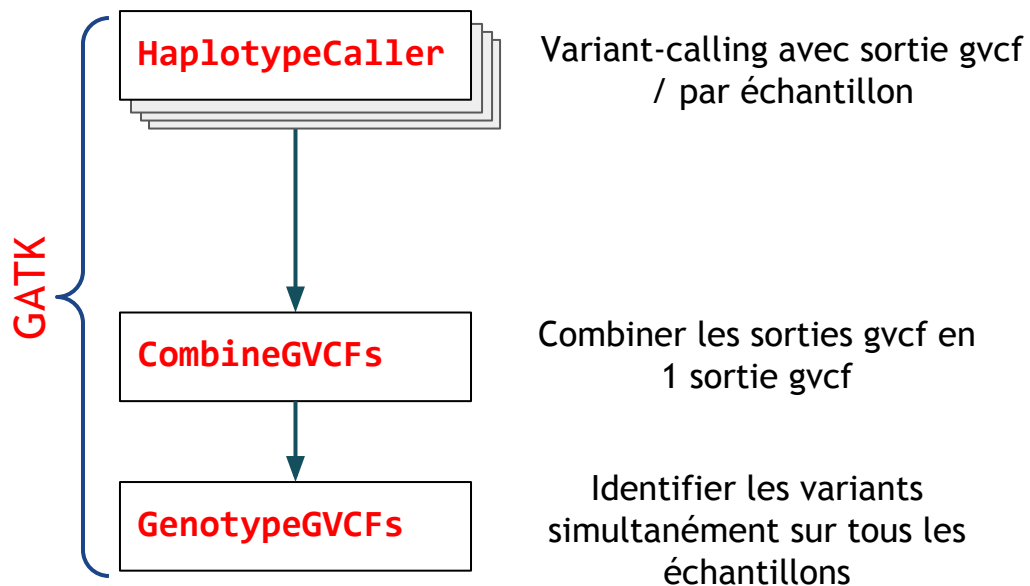 GATK
HaplotypeCaller
Variant-calling avec sortie gvcf
/ par échantillon
CombineGVCFs
Combiner les sorties gvcf en
1 sortie gvcf
GenotypeGVCFs
Identifier les variants
simultanément sur tous les
échantillons